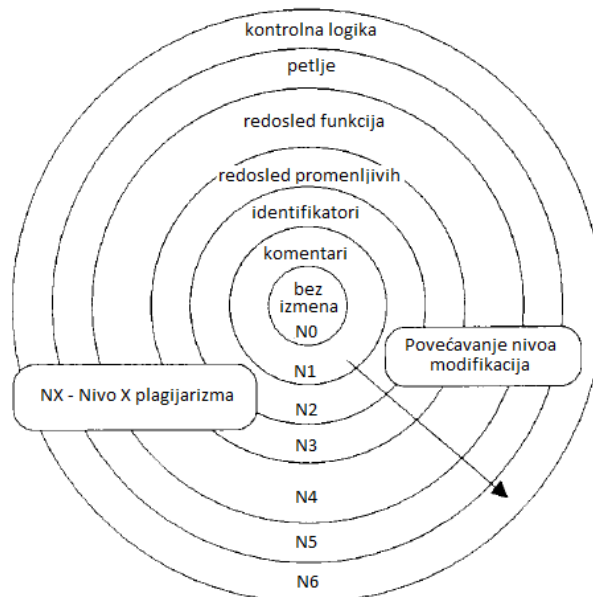 kontrolna logika
petlje
redosled funkcija
redosled promenljivih
identifikatori
komentari
bez
izmena
N0
Povećavanje nivoa
modifikacija
N1
NX - Nivo X plagijarizma
N2
N3
N4
N5
N6